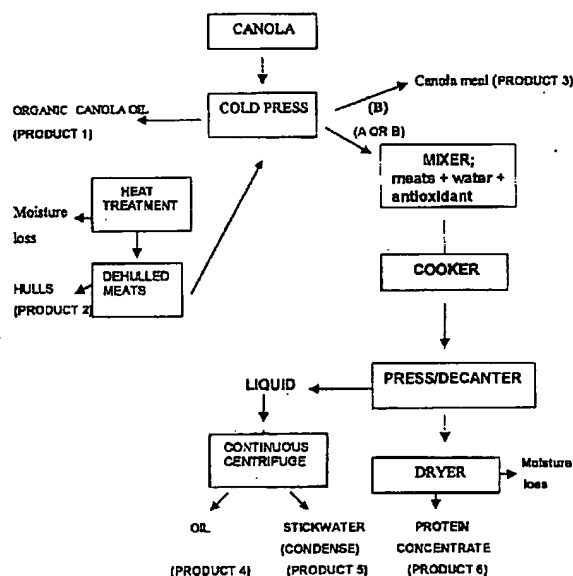 CANOLA
Canola meal (PRODUCT 3)
COLD PRESS
(B)
ORGANIC CANOLA OIL
(PRODUCT 1)
(A OR B)
MIXER;
meats + water +
antioxidant
HEAT
TREATMENT
Moisture
loss
COOKER
DEHULLED
MEATS
HULLS
(PRODUCT 2)
PRESS/DECANTER
LIQUID
CONTINUOUS
CENTRIFUGE
DRYER
Moisture
loss
OIL
(PRODUCT 4)
STICKWATER
(CONDENSE)
(PRODUCT 5)
PROTEIN
CONCENTRATE
(PRODUCT 6)